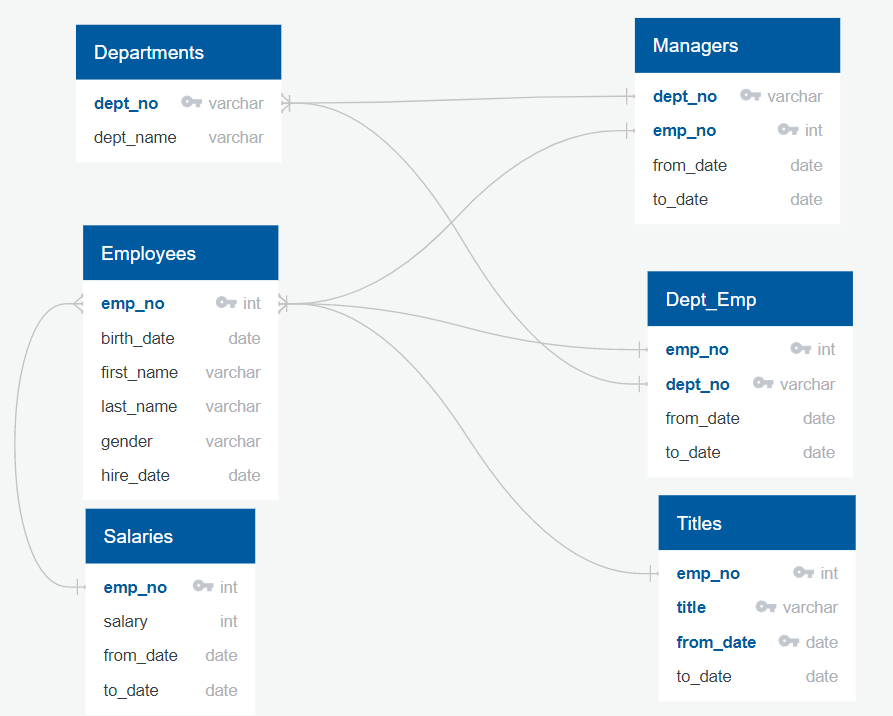 Departments
dept_no varchar
dept_name varchar
Managers
dept_no varchar
emp_no int
from_date date
to_date date
Employees
emp_no int
birth_date date
first_name varchar
last_name varchar
gender varchar
hire_date date
Dept_Emp
emp_no int
dept_no varchar
from_date date
to_date date
Salaries
emp_no int
salary int
from_date date
to_date date
Titles
emp_no int
title varchar
from_date date
to_date date